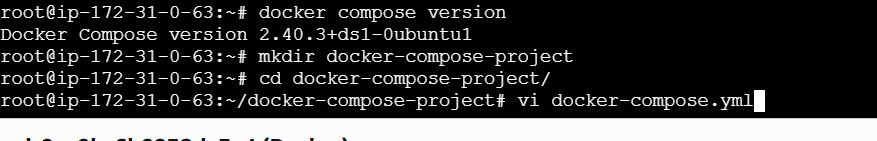 root@ip-172-31-0-63:~# docker compose version
Docker Compose version 2.40.3+ds1-0ubuntu1
root@ip-172-31-0-63:~# mkdir docker-compose-project
root@ip-172-31-0-63:~# cd docker-compose-project/
root@ip-172-31-0-63:~/docker-compose-project# vi docker-compose.yml